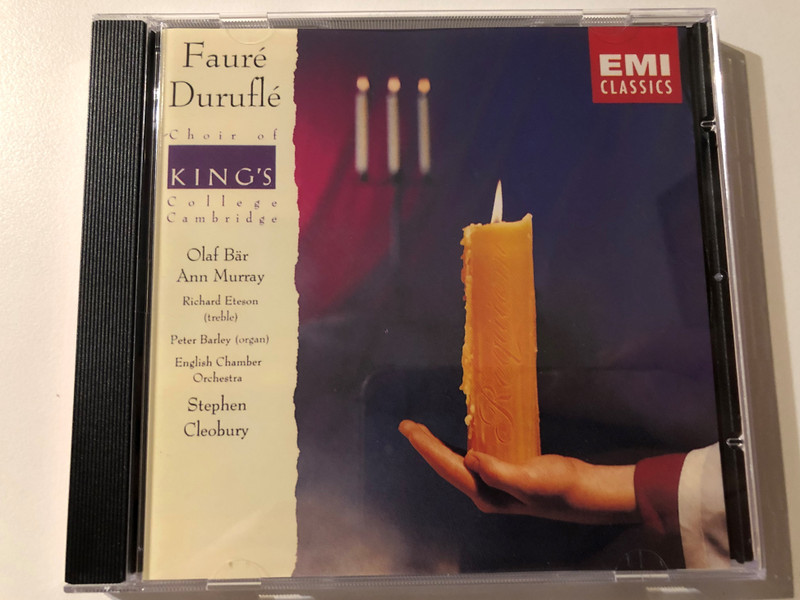 Fauré
Duruflé
Choir of
KING'S
College
Cambridge
Olaf Bär
Ann Murray
Richard Eteson
(treble)
Peter Barley (organ)
English Chamber
Orchestra
Stephen
Cleobury
EMI
CLASSICS
Requiem